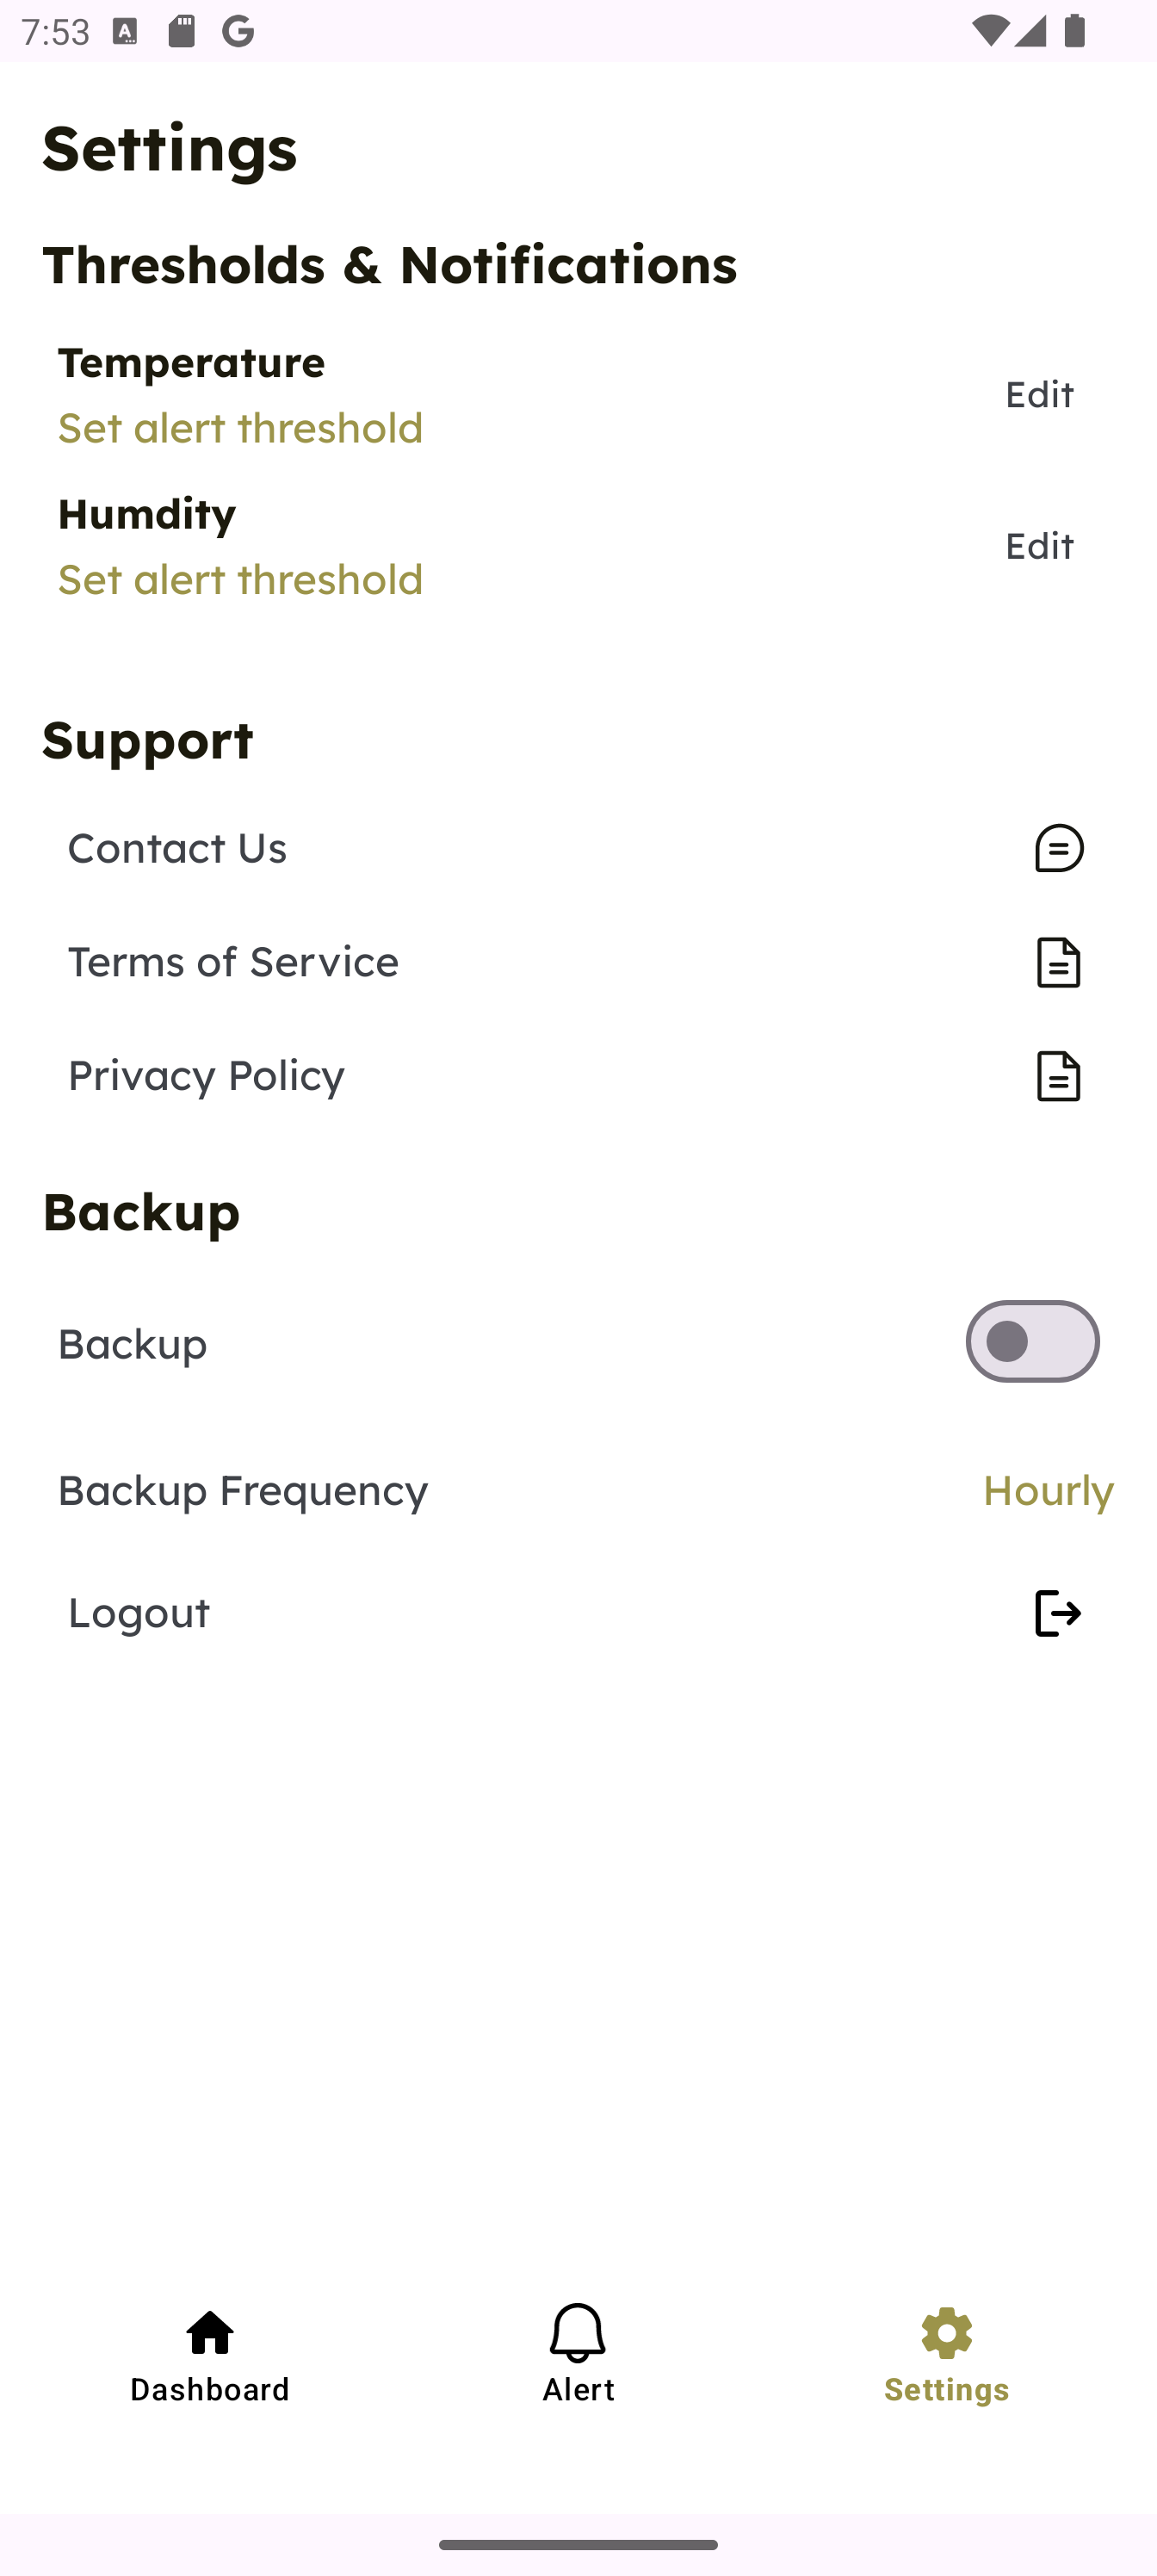 7:53
Settings
Thresholds & Notifications
Temperature
Set alert threshold
Edit
Humdity
Set alert threshold
Edit
Support
Contact Us
Terms of Service
Privacy Policy
Backup
Backup
Backup Frequency
Hourly
Logout
Dashboard
Alert
Settings